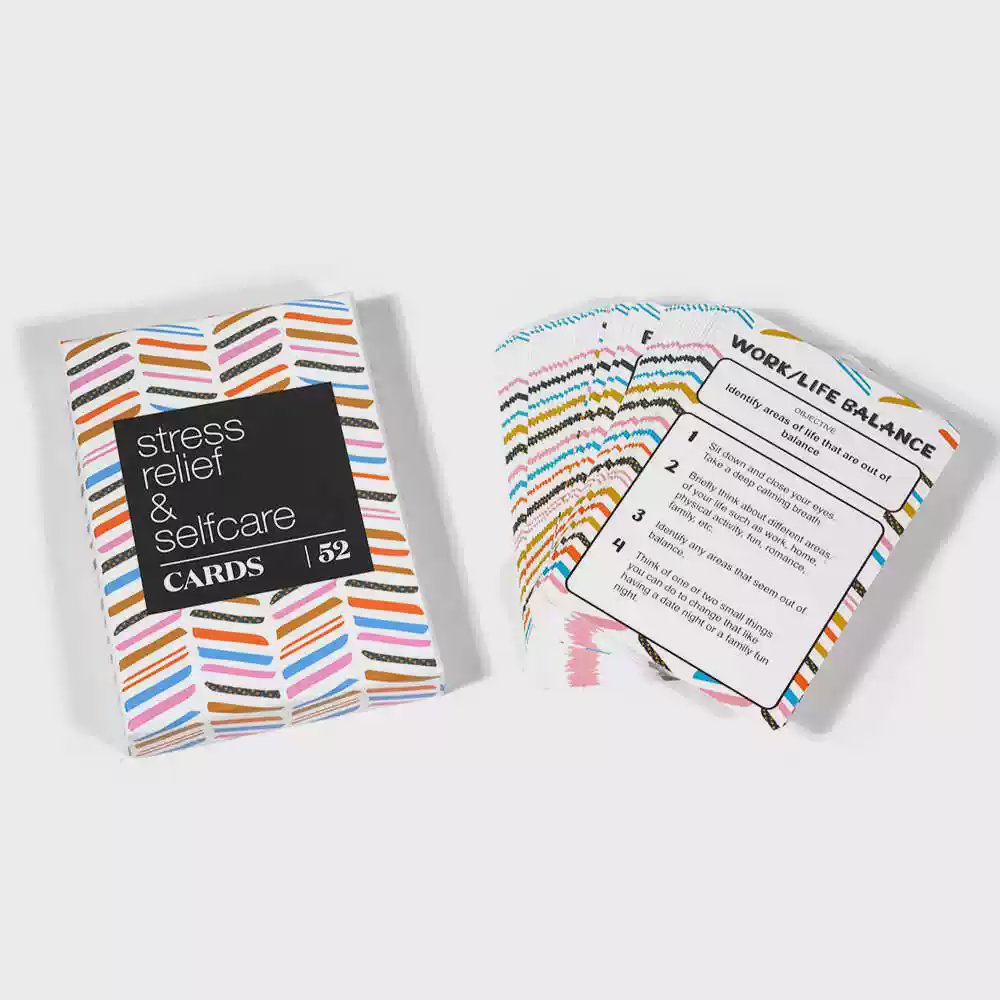 stress
relief
&
selfcare
CARDS | 52
WORK/LIFE BALANCE
OBJECTIVE
Identify areas of life that are out of
balance
1 Sit down and close your eyes.
Take a deep calming breath
2 Briefly think about different areas
of your life such as work, home,
physical activity, fun, romance,
family, etc.
3 Identify any areas that seem out of
balance.
4 Think of one or two small things
you can do to change that like
having a date night or a family fun
night.